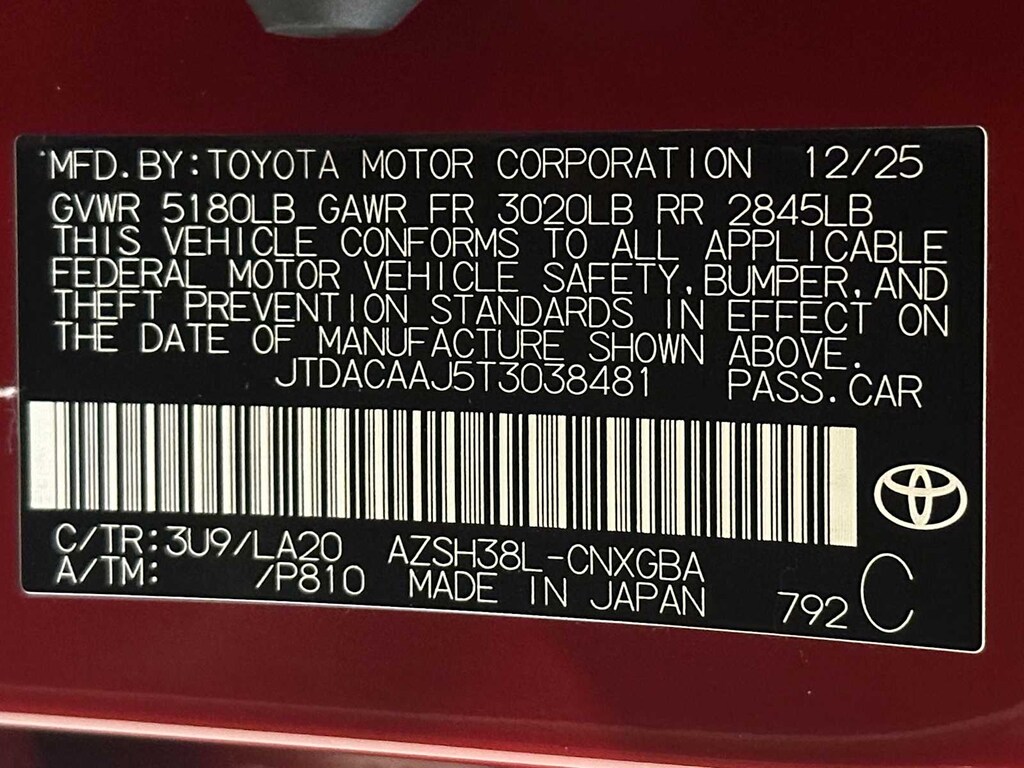 MFD. BY: TOYOTA MOTOR CORPORATION 12/25
GVWR 5180LB GAWR FR 3020LB RR 2845LB
THIS VEHICLE CONFORMS TO ALL APPLICABLE
FEDERAL MOTOR VEHICLE SAFETY, BUMPER, AND
THEFT PREVENTION STANDARDS IN EFFECT ON
THE DATE OF MANUFACTURE SHOWN ABOVE.
JTDACAAJ5T3038481 PASS. CAR
C/TR: 3U9/LA20 AZSH38L-CNXGBA
A/TM: /P810 MADE IN JAPAN 792 C